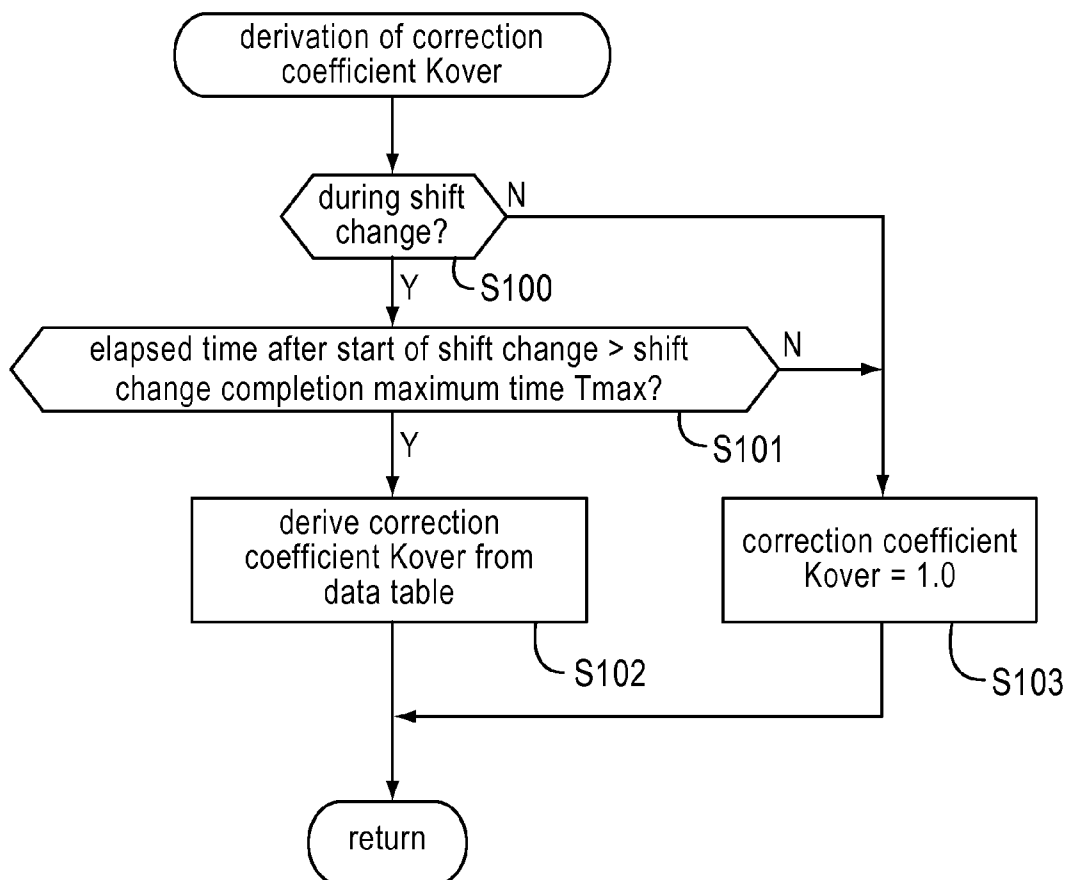 derivation of correction
coefficient Kover
during shift
change?
N
Y
S100
elapsed time after start of shift change > shift
change completion maximum time Tmax?
N
Y
S101
derive correction
coefficient Kover from
data table
correction coefficient
Kover = 1.0
S102
S103
return